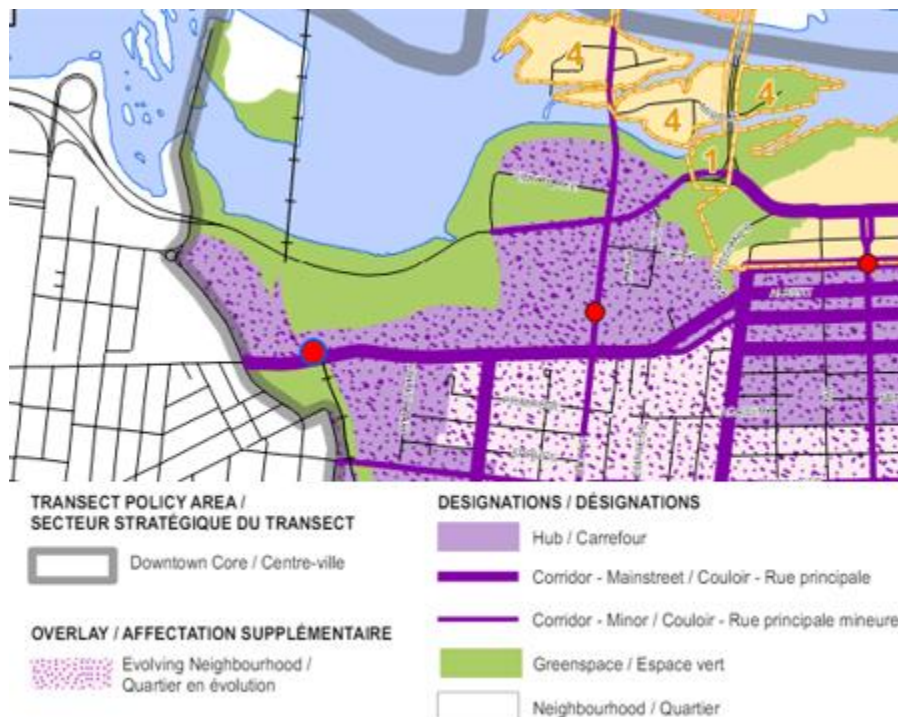 4
4
4
1
ALBERT
TRANSECT POLICY AREA /
SECTEUR STRATÉGIQUE DU TRANSECT
Downtown Core / Centre-ville
OVERLAY / AFFECTATION SUPPLÉMENTAIRE
Evolving Neighbourhood /
Quartier en évolution
DESIGNATIONS / DÉSIGNATIONS
Hub / Carrefour
Corridor - Mainstreet / Couloir - Rue principale
Corridor - Minor / Couloir - Rue principale mineure
Greenspace / Espace vert
Neighbourhood / Quartier